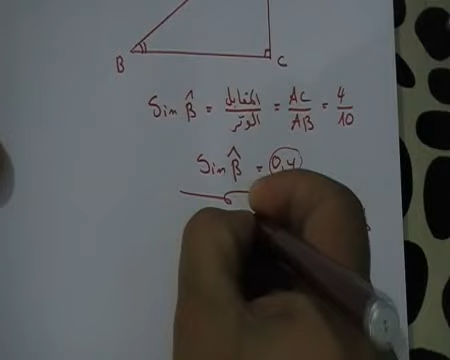 B C
Sin B̂ = المقابل / الوتر = AC / AB = 4 / 10
Sin B̂ = 0,4